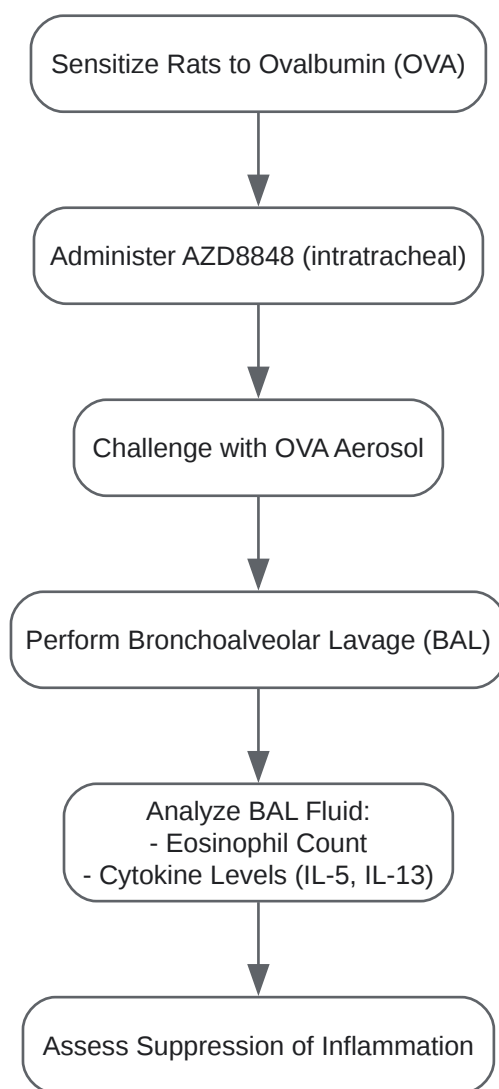 Sensitize Rats to Ovalbumin (OVA)
Administer AZD8848 (intratracheal)
Challenge with OVA Aerosol
Perform Bronchoalveolar Lavage (BAL)
Analyze BAL Fluid:
- Eosinophil Count
- Cytokine Levels (IL-5, IL-13)
Assess Suppression of Inflammation